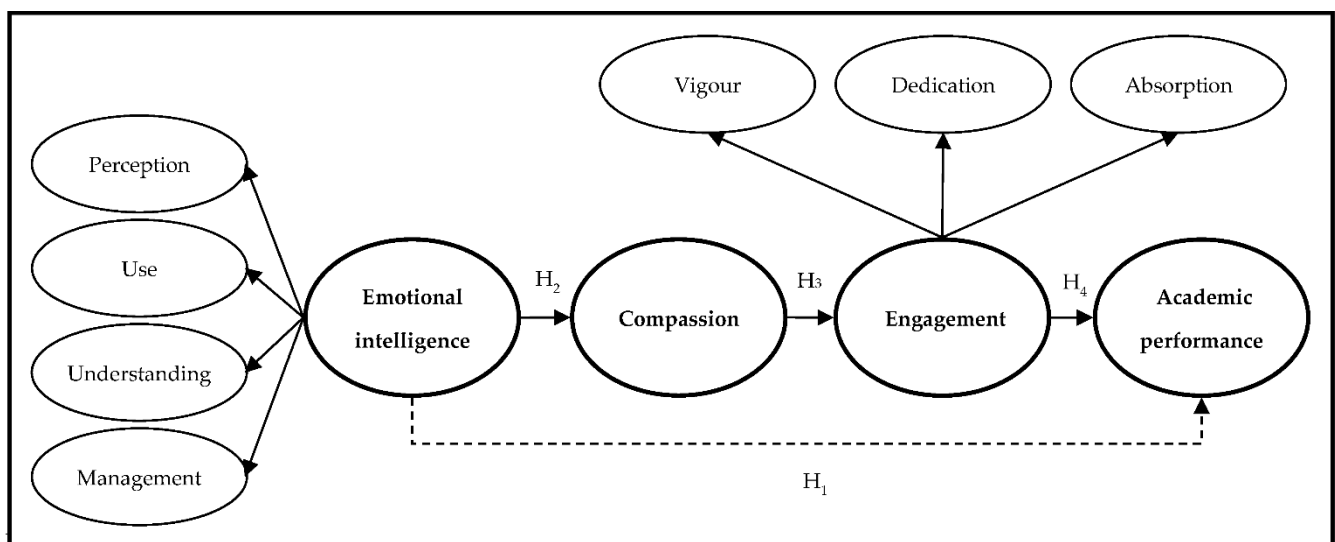 Vigour
Dedication
Absorption
Perception
Use
Understanding
Management
Emotional
intelligence
H₂
Compassion
H₃
Engagement
H₄
Academic
performance
H₁